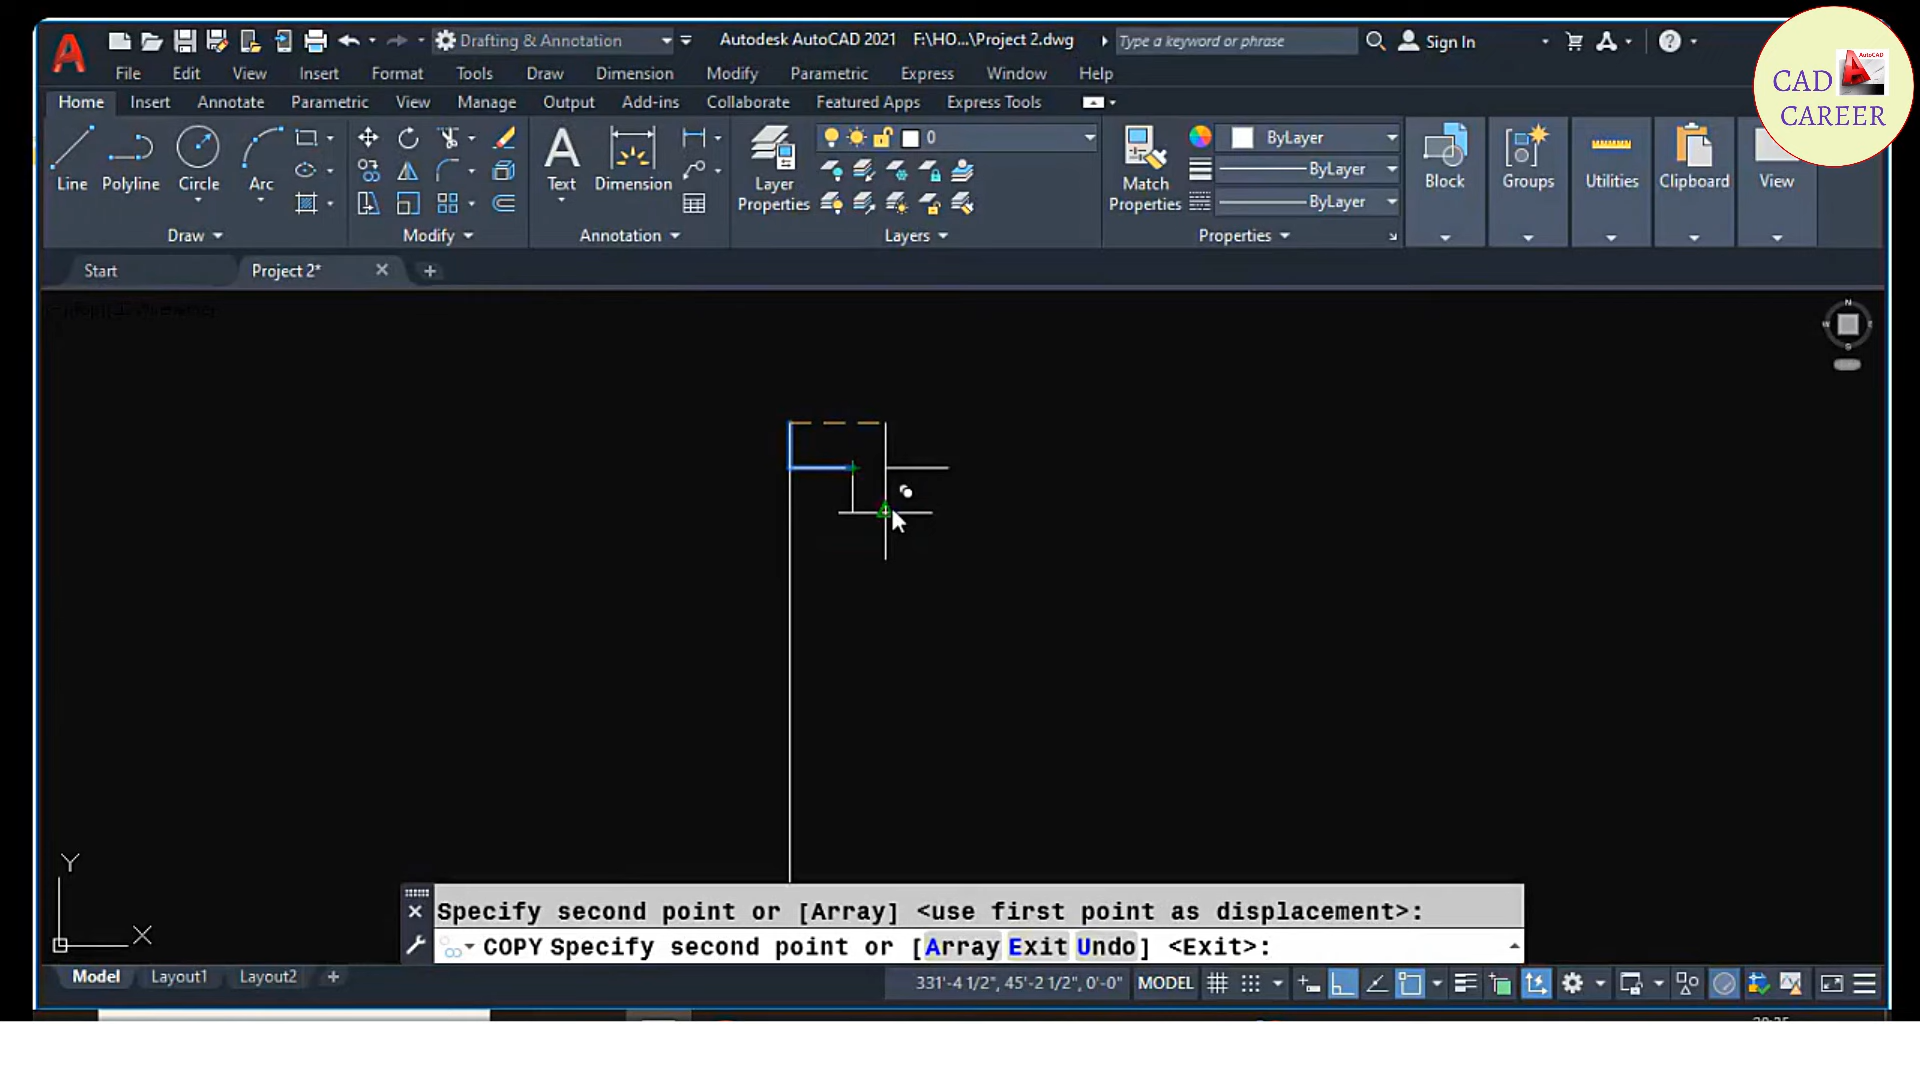 Drafting & Annotation
Autodesk AutoCAD 2021 F:\HO...\Project 2.dwg
Type a keyword or phrase
Sign In
File Edit View Insert Format Tools Draw Dimension Modify Parametric Express Window Help
Home Insert Annotate Parametric View Manage Output Add-ins Collaborate Featured Apps Express Tools
AutoCAD
CAD
CAREER
0
ByLayer
ByLayer
ByLayer
Line Polyline Circle Arc
Text Dimension
Layer
Properties
Match
Properties
Block Groups Utilities Clipboard View
Draw Modify Annotation Layers Properties
Start Project 2*
N
S
Y
X
Specify second point or [Array] <use first point as displacement>:
COPY Specify second point or [Array Exit Undo] <Exit>:
Model Layout1 Layout2
331'-4 1/2", 45'-2 1/2", 0'-0" MODEL